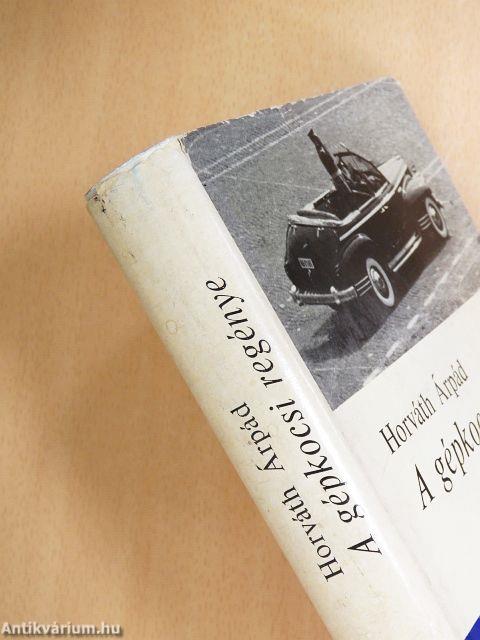 Horváth Árpád
A gépkocsi regénye
Horváth Árpád
A gépkoc
Antikvárium.hu